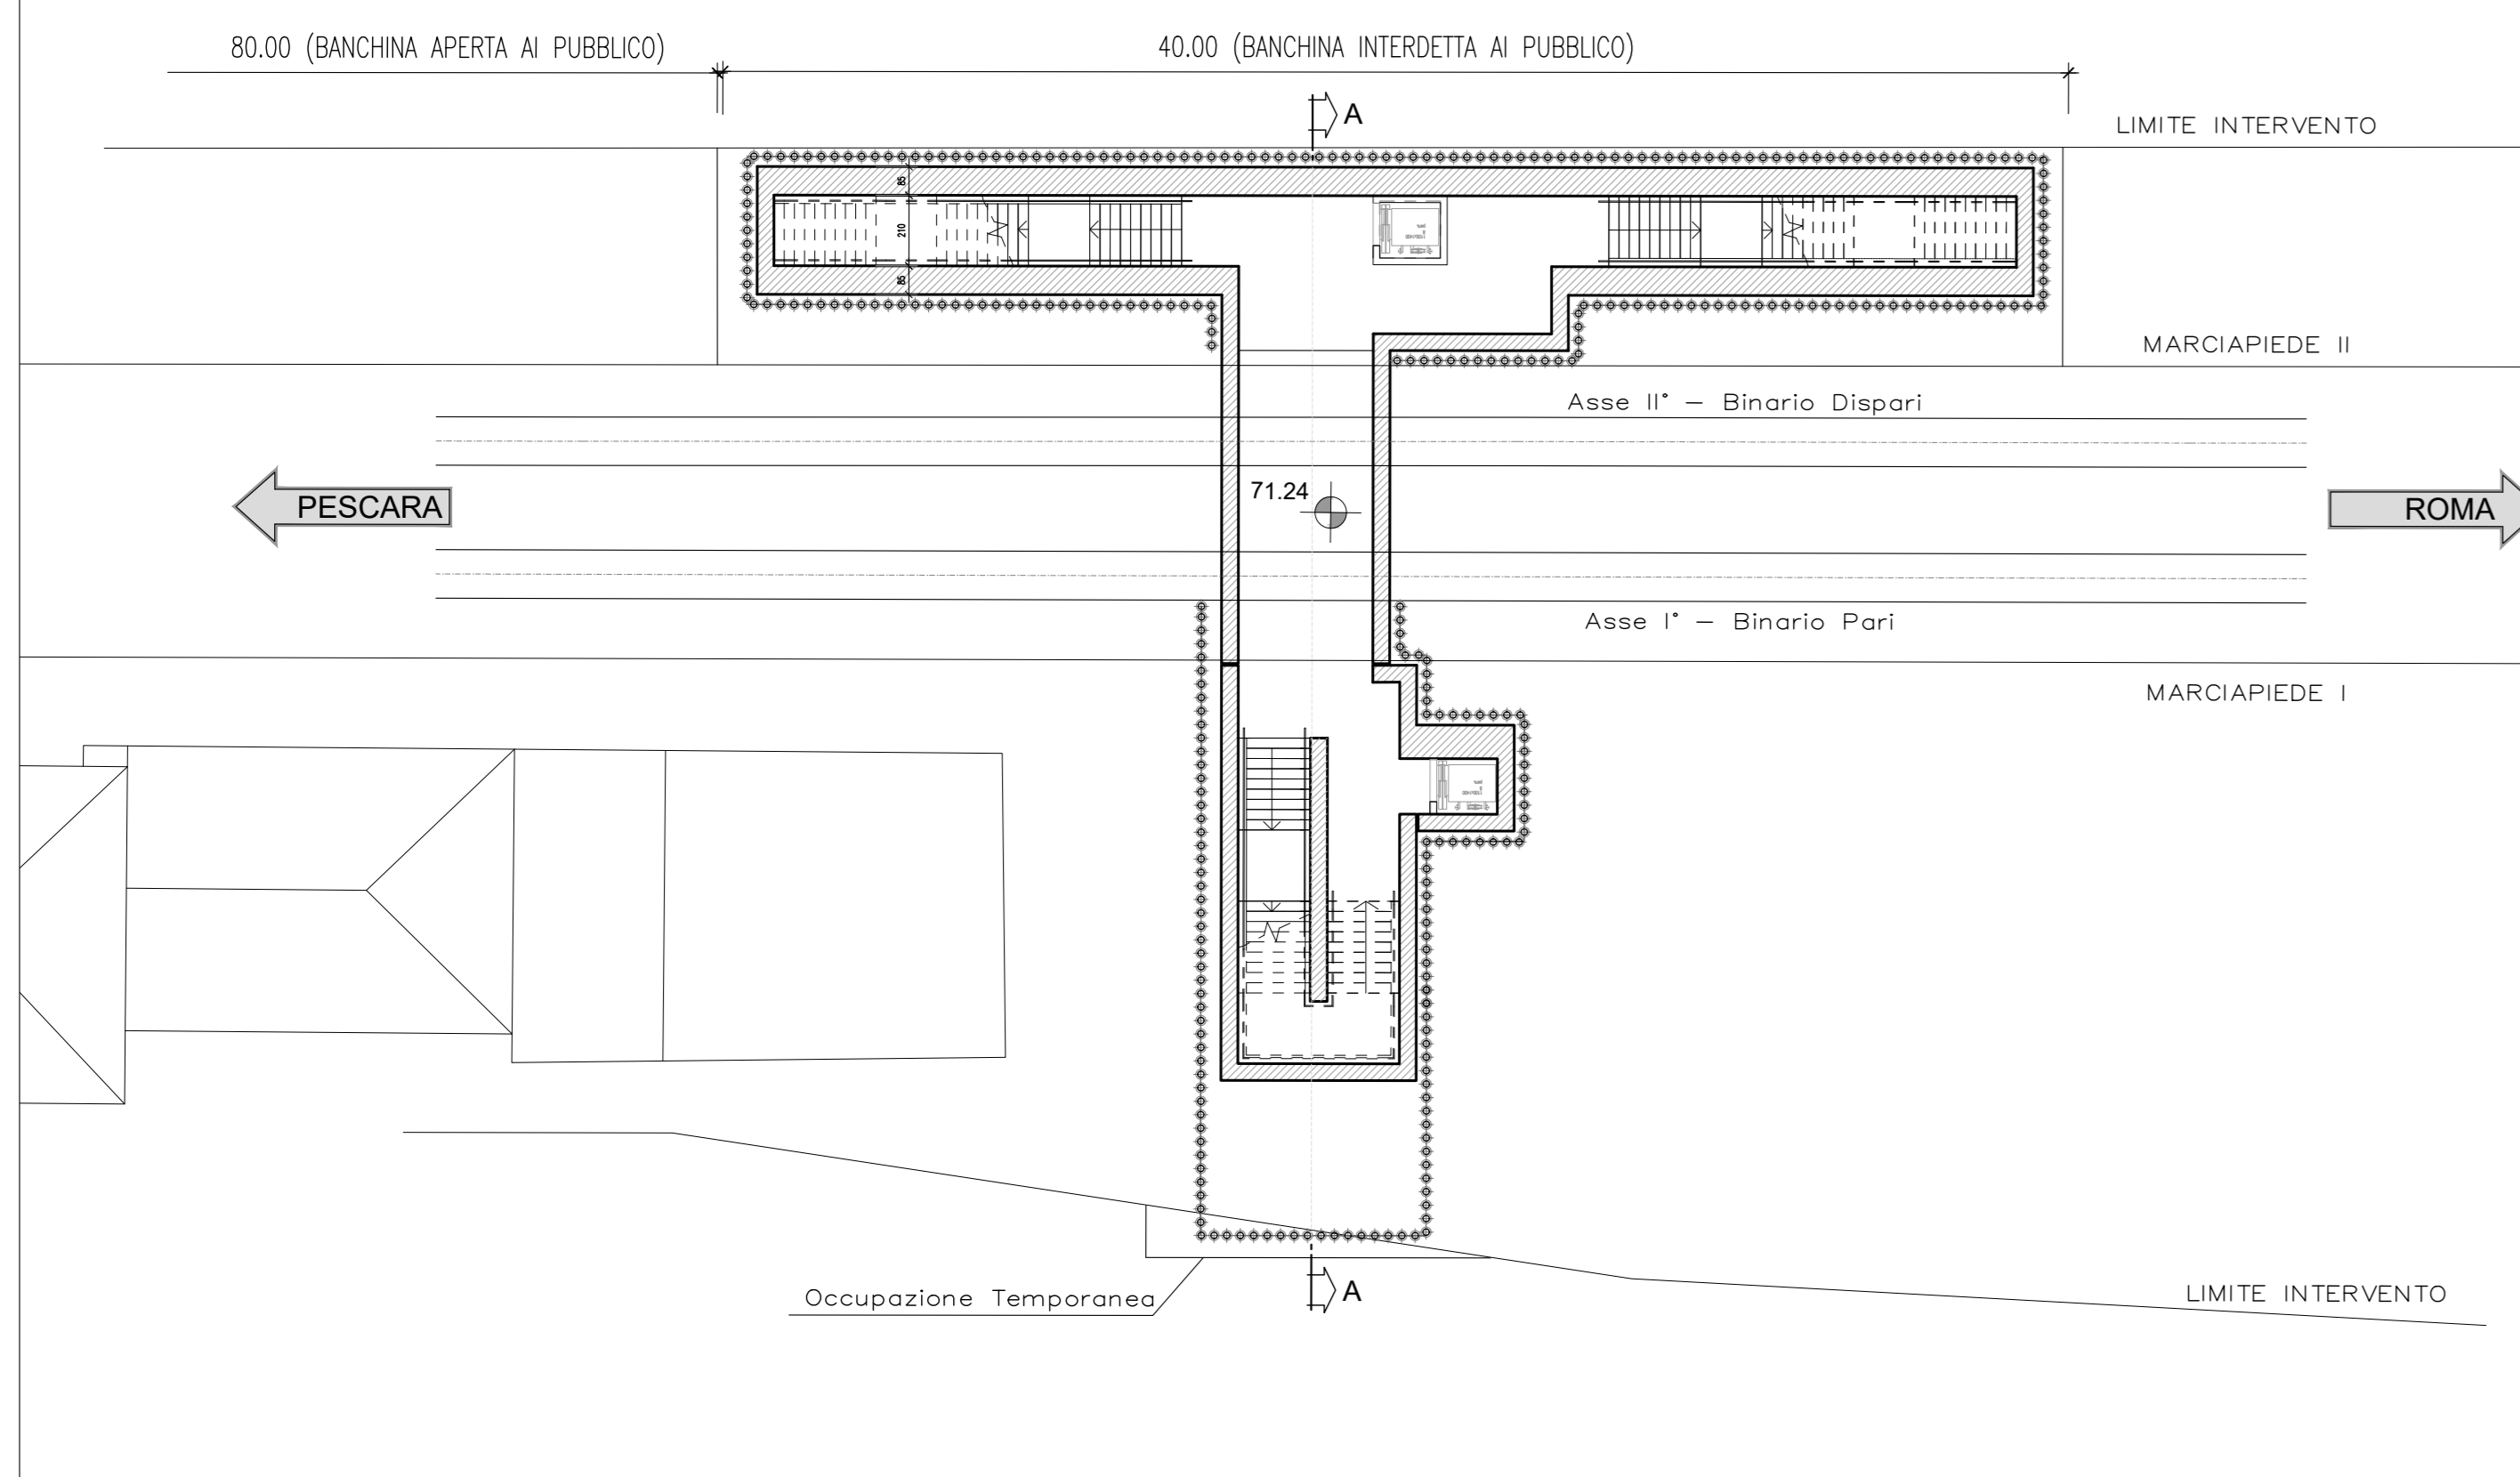 80.00 (BANCHINA APERTA AI PUBBLICO)
40.00 (BANCHINA INTERDETTA AI PUBBLICO)
A
LIMITE INTERVENTO
85
210
85
MARCIAPIEDE II
Asse II° – Binario Dispari
PESCARA
71.24
ROMA
Asse I° – Binario Pari
MARCIAPIEDE I
Occupazione Temporanea
A
LIMITE INTERVENTO